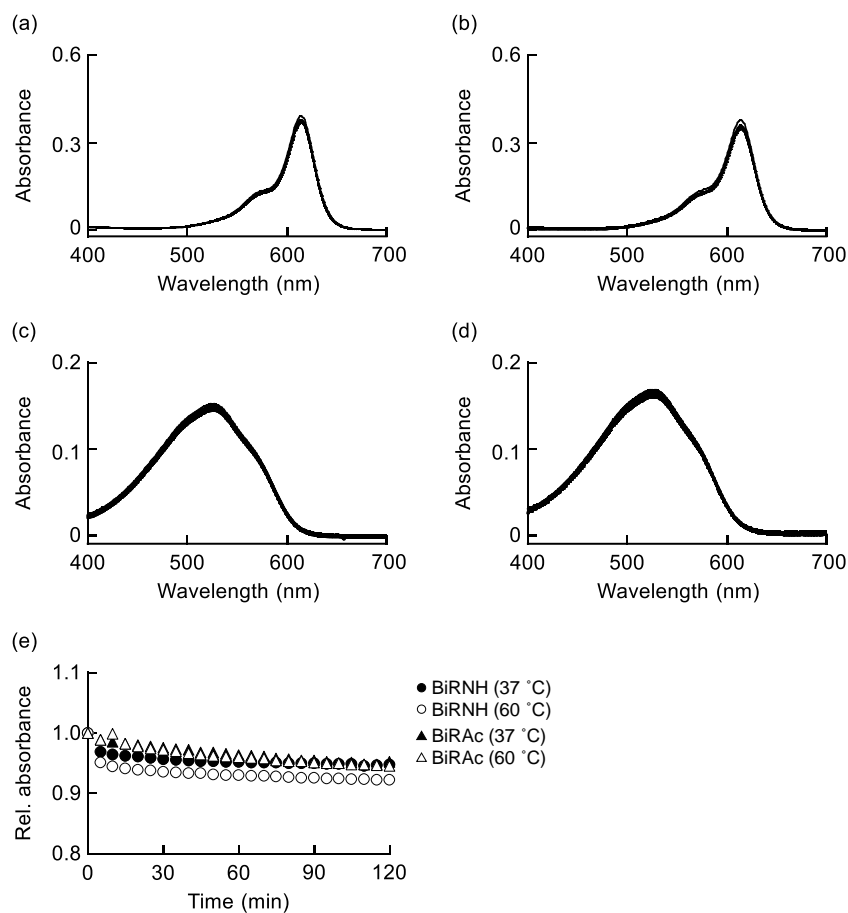 (a)
(b)
0.6
0.3
0
Absorbance
400 500 600 700
Wavelength (nm)
0.6
0.3
0
Absorbance
400 500 600 700
Wavelength (nm)
(c)
(d)
0.2
0.1
0
Absorbance
400 500 600 700
Wavelength (nm)
0.2
0.1
0
Absorbance
400 500 600 700
Wavelength (nm)
(e)
1.1
1.0
0.9
0.8
Rel. absorbance
0 30 60 90 120
Time (min)
BiRNH (37 ˚C)
BiRNH (60 ˚C)
BiRAc (37 ˚C)
BiRAc (60 ˚C)